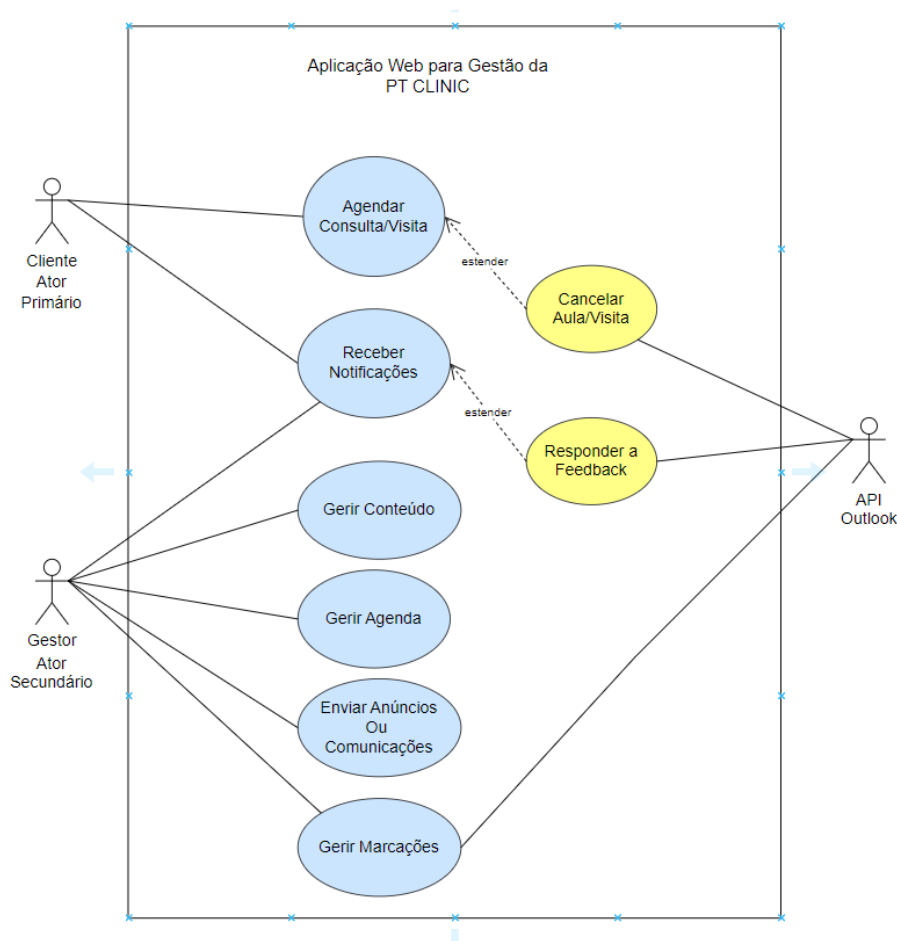 Aplicação Web para Gestão da
PT CLINIC
Agendar
Consulta/Visita
Cliente
Ator
Primário
estender
Cancelar
Aula/Visita
Receber
Notificações
estender
Responder a
Feedback
API
Outlook
Gerir Conteúdo
Gerir Agenda
Gestor
Ator
Secundário
Enviar Anúncios
Ou
Comunicações
Gerir Marcações